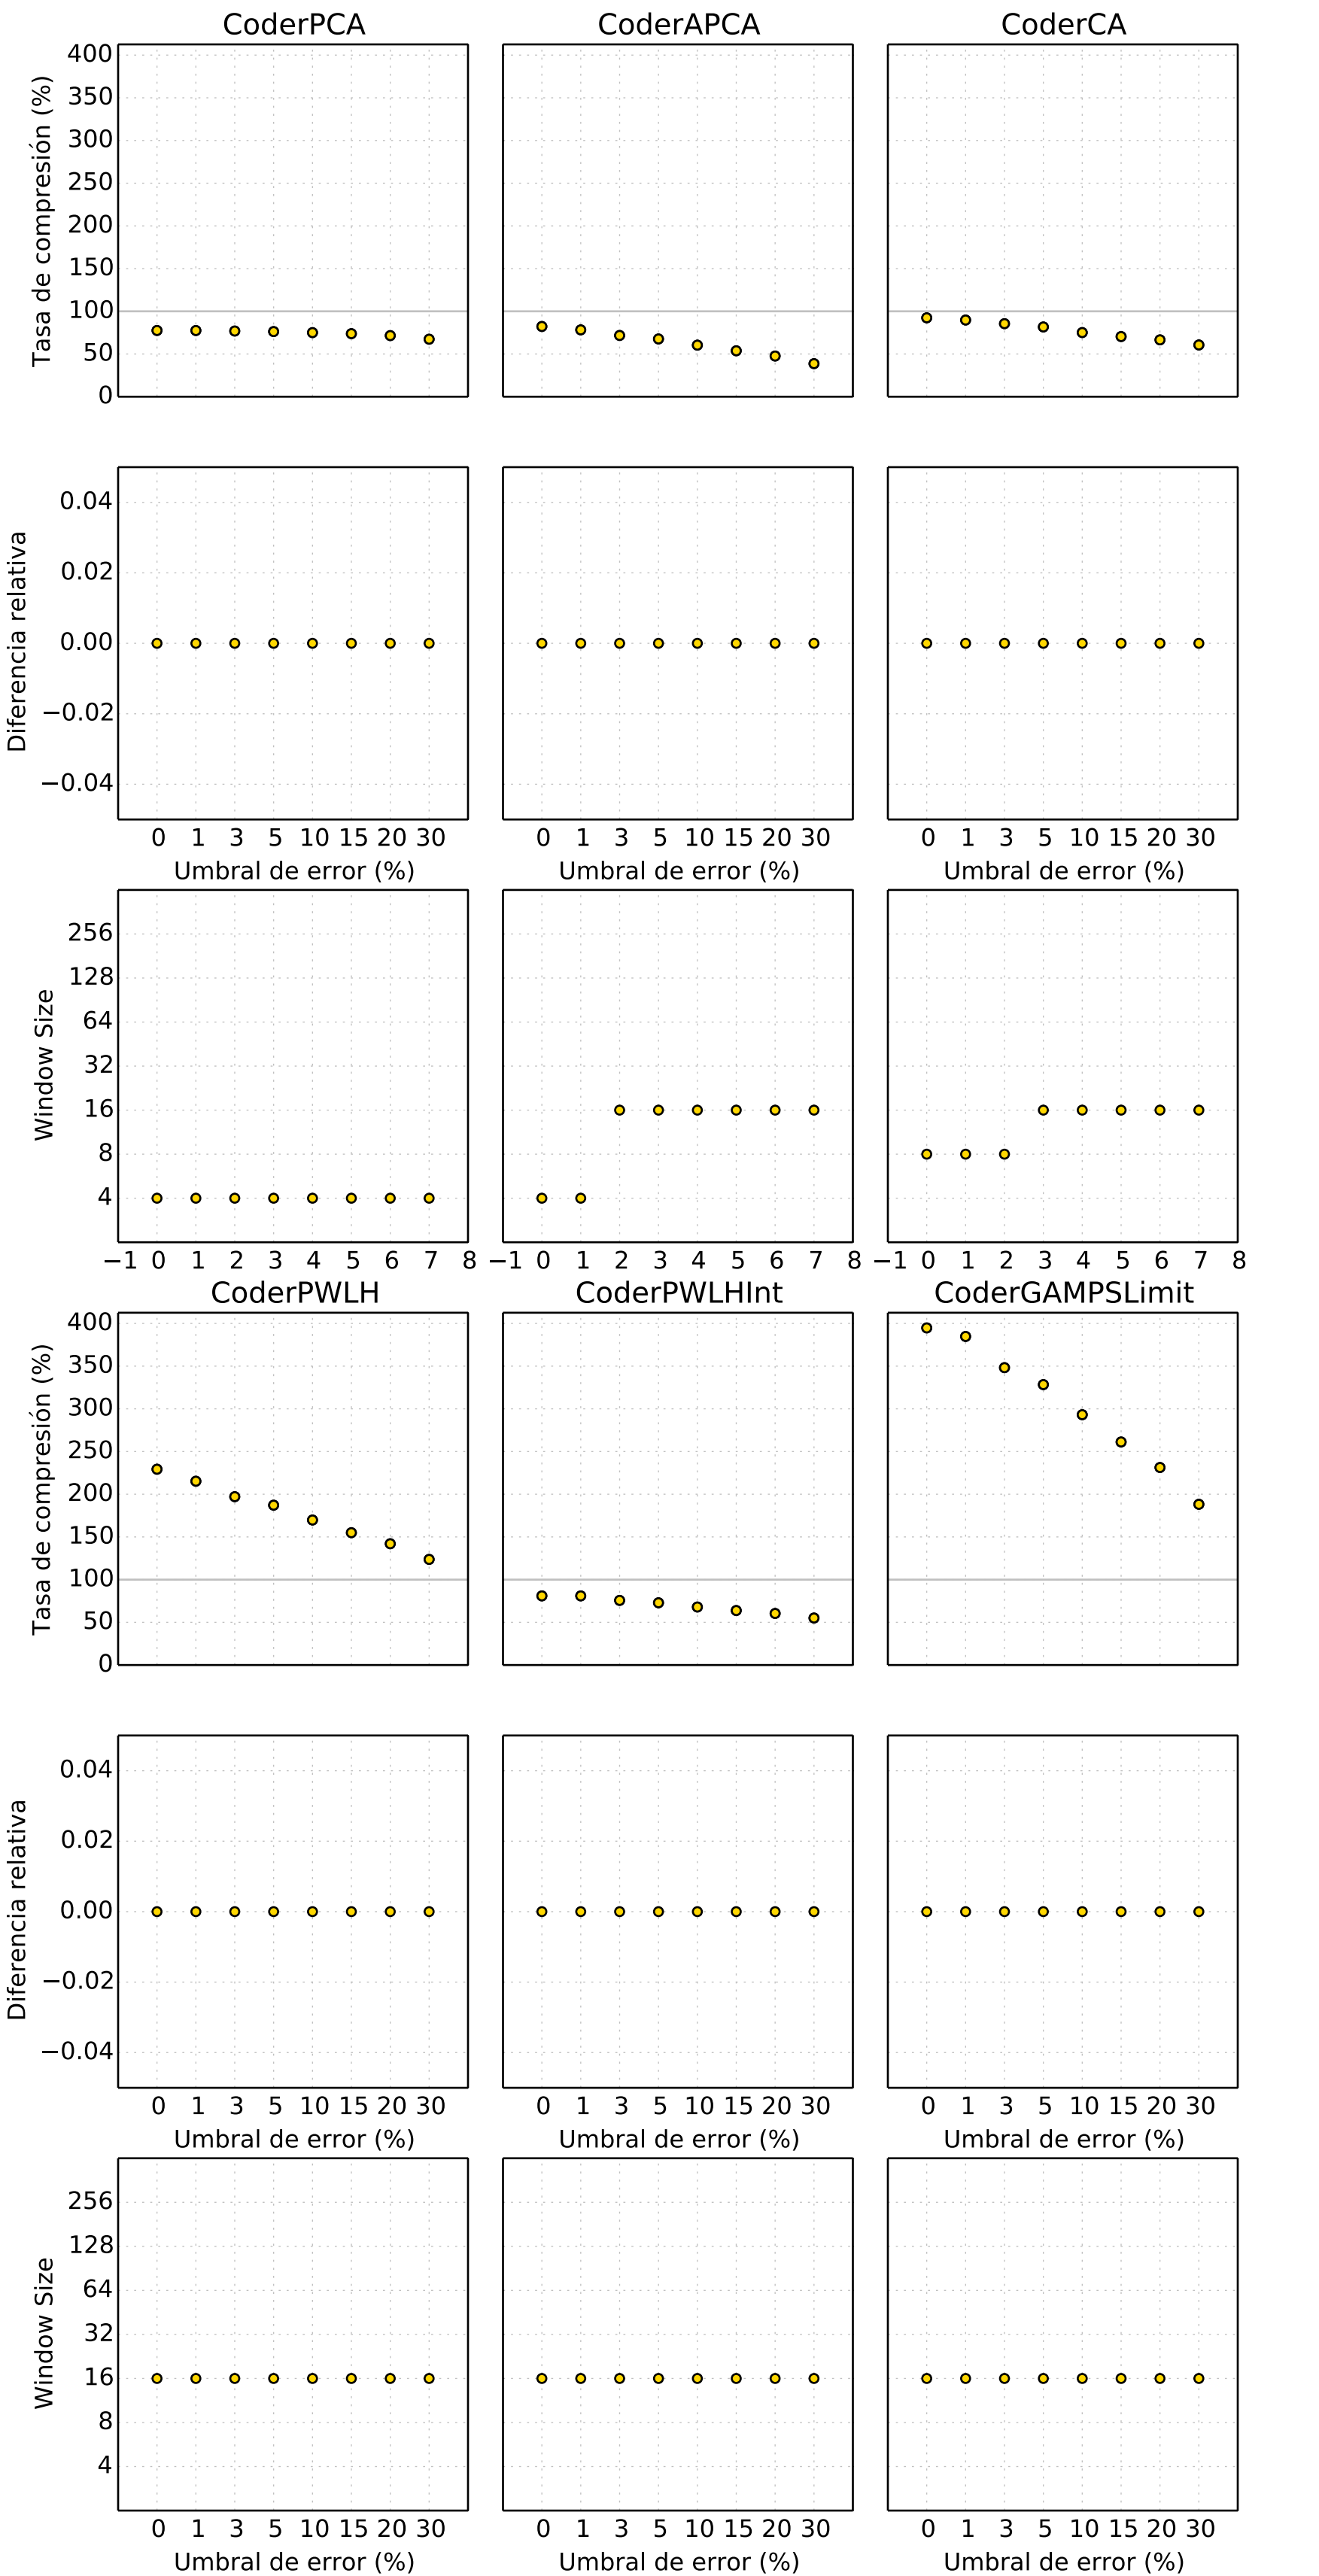 CoderPCA CoderAPCA CoderCA
Tasa de compresión (%)
400
350
300
250
200
150
100
50
0
Diferencia relativa
0.04
0.02
0.00
−0.02
−0.04
0 1 3 5 10 15 20 30 0 1 3 5 10 15 20 30 0 1 3 5 10 15 20 30
Umbral de error (%) Umbral de error (%) Umbral de error (%)
Window Size
256
128
64
32
16
8
4
−1 0 1 2 3 4 5 6 7 8 −1 0 1 2 3 4 5 6 7 8 −1 0 1 2 3 4 5 6 7 8
CoderPWLH CoderPWLHInt CoderGAMPSLimit
Tasa de compresión (%)
400
350
300
250
200
150
100
50
0
Diferencia relativa
0.04
0.02
0.00
−0.02
−0.04
0 1 3 5 10 15 20 30 0 1 3 5 10 15 20 30 0 1 3 5 10 15 20 30
Umbral de error (%) Umbral de error (%) Umbral de error (%)
Window Size
256
128
64
32
16
8
4
0 1 3 5 10 15 20 30 0 1 3 5 10 15 20 30 0 1 3 5 10 15 20 30
Umbral de error (%) Umbral de error (%) Umbral de error (%)